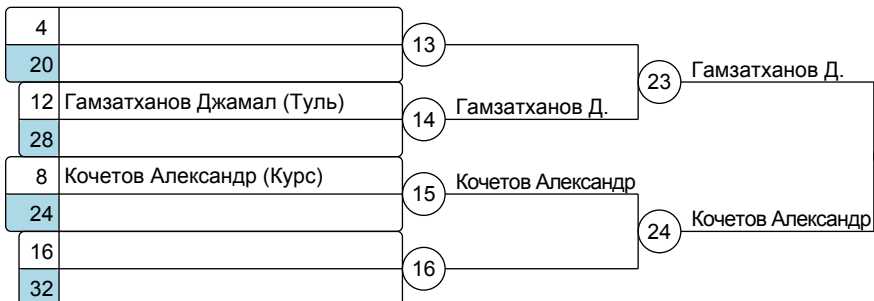 4
13
20
23 Гамзатханов Д.
12 Гамзатханов Джамал (Туль)
14 Гамзатханов Д.
28
8 Кочетов Александр (Курс)
15 Кочетов Александр
24
24 Кочетов Александр
16
16
32